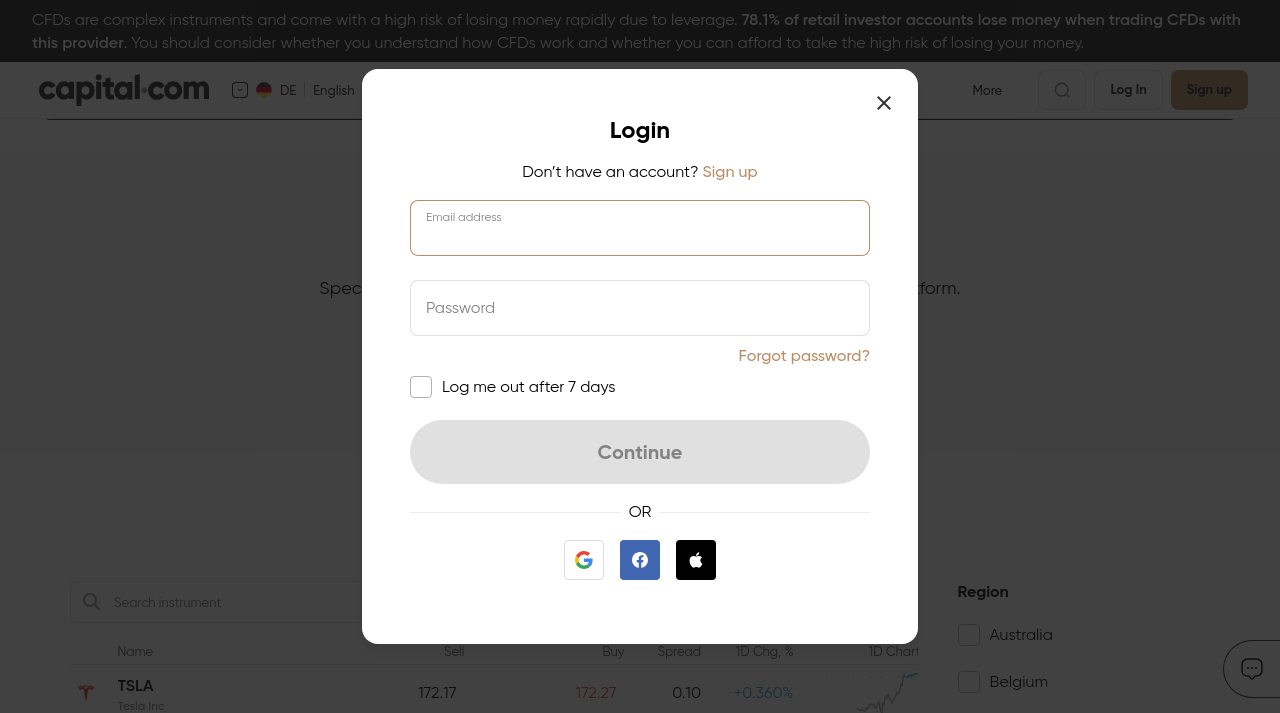 CFDs are complex instruments and come with a high risk of losing money rapidly due to leverage. 78.1% of retail investor accounts lose money when trading CFDs with
this provider. You should consider whether you understand how CFDs work and whether you can afford to take the high risk of losing your money.
capital.com
DE
English
More
Log In
Sign up
Login
Don’t have an account? Sign up
Email address
Password
Forgot password?
Log me out after 7 days
Continue
OR
Search instrument
Region
Australia
Belgium
Name Sell Buy Spread 1D Chg, % 1D Chart
TSLA 172.17 172.27 0.10 +0.360%
Tesla Inc